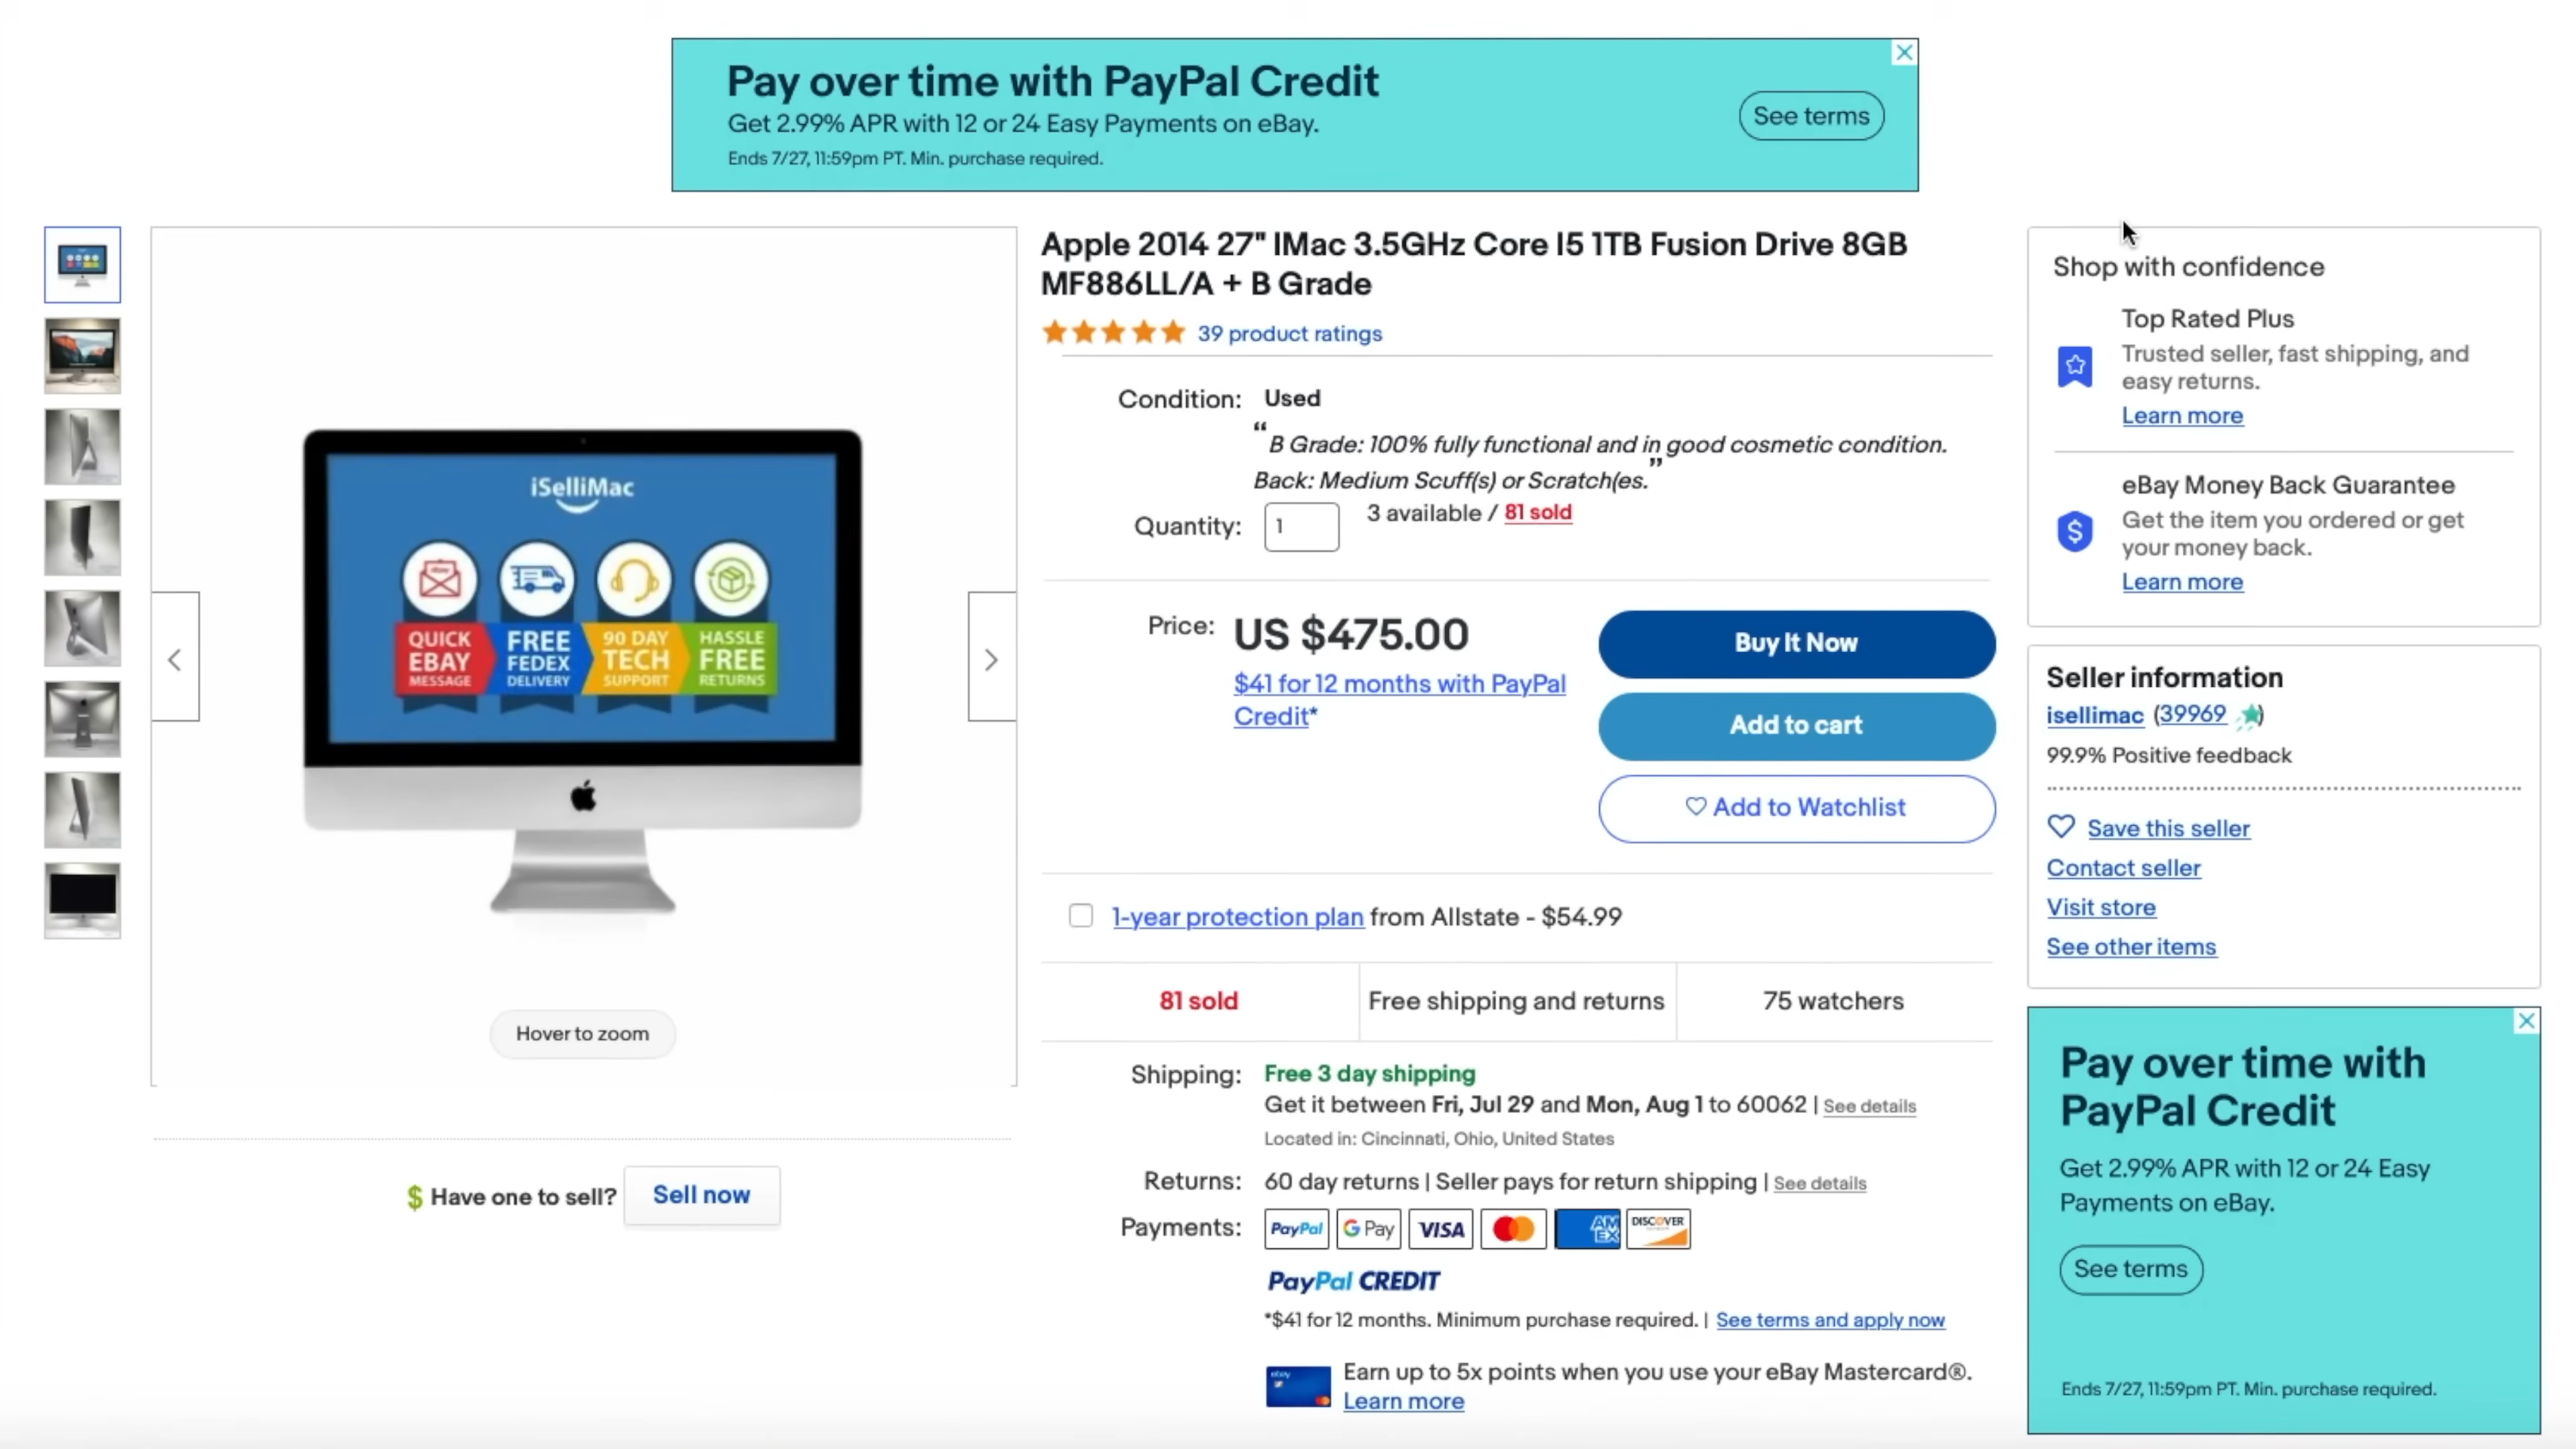 Pay over time with PayPal Credit
Get 2.99% APR with 12 or 24 Easy Payments on eBay.
Ends 7/27, 11:59pm PT. Min. purchase required.
See terms
Apple 2014 27" IMac 3.5GHz Core I5 1TB Fusion Drive 8GB
MF886LL/A + B Grade
39 product ratings
Condition: Used
“B Grade: 100% fully functional and in good cosmetic condition.
Back: Medium Scuff(s) or Scratch(es.”
Quantity: 1 3 available / 81 sold
Price: US $475.00
$41 for 12 months with PayPal
Credit*
Buy It Now
Add to cart
Add to Watchlist
1-year protection plan from Allstate - $54.99
81 sold
Free shipping and returns
75 watchers
Shipping: Free 3 day shipping
Get it between Fri, Jul 29 and Mon, Aug 1 to 60062 | See details
Located in: Cincinnati, Ohio, United States
Returns: 60 day returns | Seller pays for return shipping | See details
Payments: PayPal G Pay VISA AM EX DISCOVER
PayPal CREDIT
*$41 for 12 months. Minimum purchase required. | See terms and apply now
ebay
Earn up to 5x points when you use your eBay Mastercard®.
Learn more
iSelliMac
QUICK
EBAY
MESSAGE
FREE
FEDEX
DELIVERY
90 DAY
TECH
SUPPORT
HASSLE
FREE
RETURNS
Hover to zoom
$ Have one to sell? Sell now
Shop with confidence
Top Rated Plus
Trusted seller, fast shipping, and
easy returns.
Learn more
eBay Money Back Guarantee
Get the item you ordered or get
your money back.
Learn more
Seller information
isellimac (39969)
99.9% Positive feedback
Save this seller
Contact seller
Visit store
See other items
Pay over time with
PayPal Credit
Get 2.99% APR with 12 or 24 Easy
Payments on eBay.
See terms
Ends 7/27, 11:59pm PT. Min. purchase required.